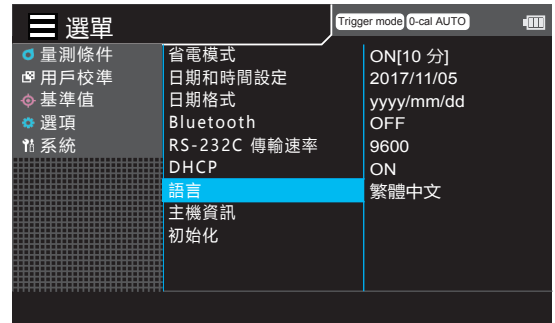 選單
Trigger mode 0-cal AUTO
量測條件
用戶校準
基準值
選項
系統
省電模式 ON[10 分]
日期和時間設定 2017/11/05
日期格式 yyyy/mm/dd
Bluetooth OFF
RS-232C 傳輸速率 9600
DHCP ON
語言 繁體中文
主機資訊
初始化